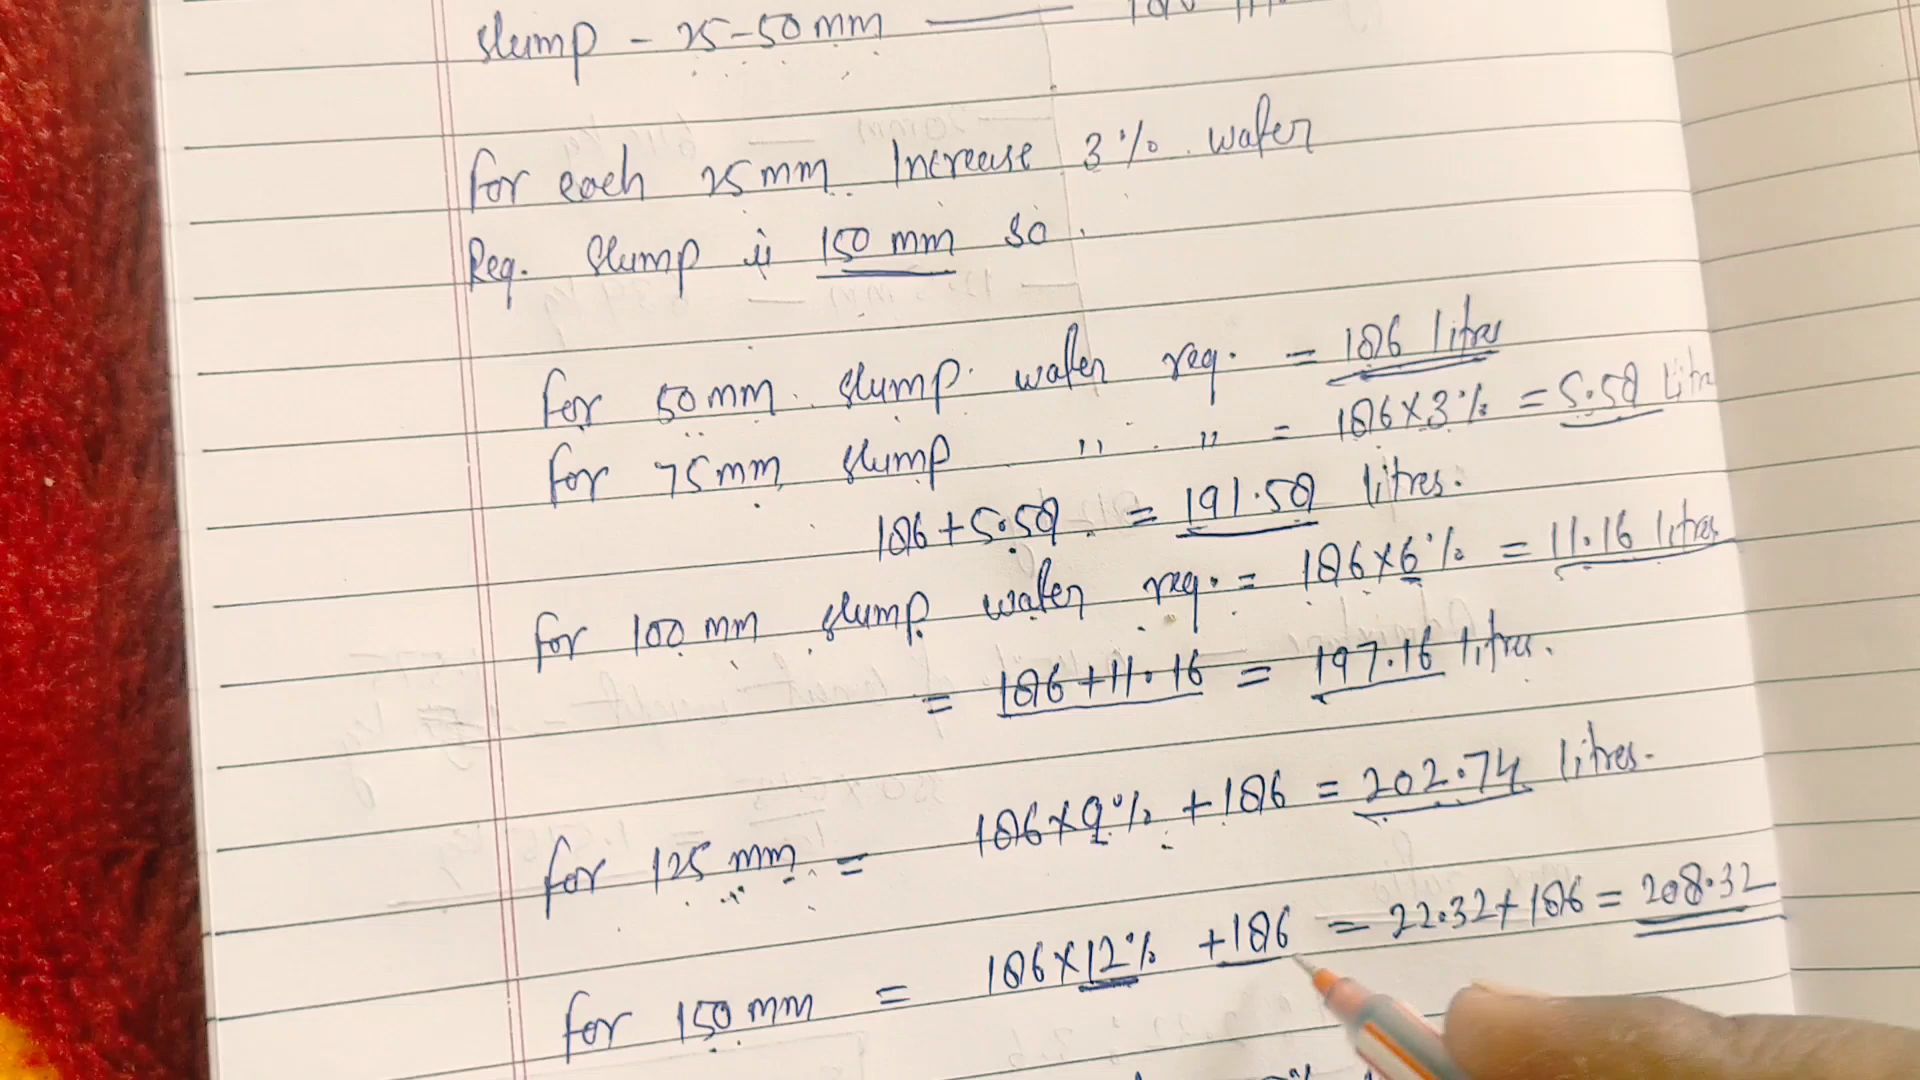 Slump - 25-50 mm
for each 25 mm Increase 3% water
Req. Slump is 150 mm so
for 50 mm slump water req. = 186 litres
for 75 mm slump ,, ,, = 186×3% = 5.58 litre
186+5.58 = 191.58 litres.
for 100 mm slump water req. = 186×6% = 11.16 litres
= 186+11.16 = 197.16 litres.
for 125 mm = 186×9% +186 = 202.74 litres.
for 150 mm = 186×12% +186 = 22.32+186 = 208.32